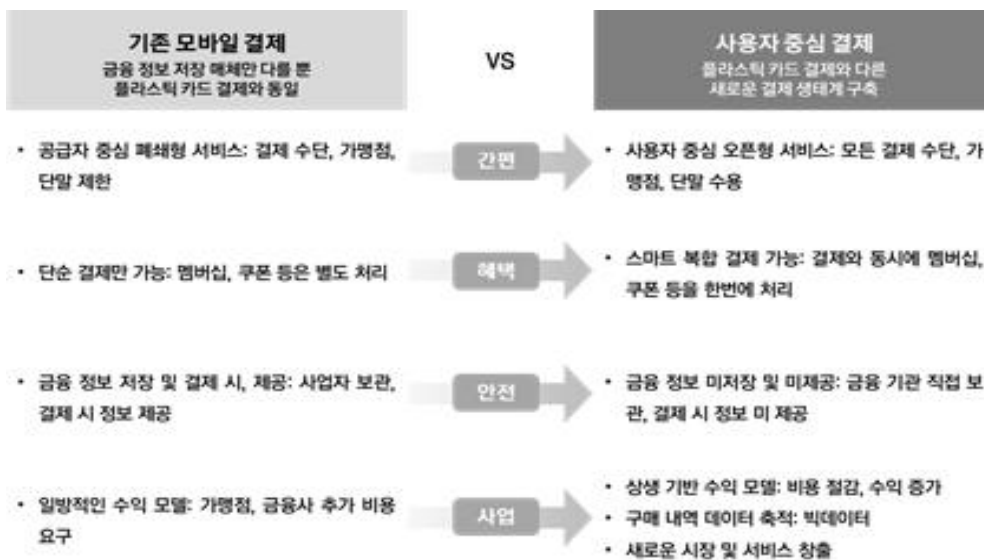 기존 모바일 결제
금융 정보 저장 매체만 다를 뿐
플라스틱 카드 결제와 동일
VS
사용자 중심 결제
플라스틱 카드 결제와 다른
새로운 결제 생태계 구축
• 공급자 중심 폐쇄형 서비스: 결제 수단, 가맹점,
단말 제한
간편
• 사용자 중심 오픈형 서비스: 모든 결제 수단, 가
맹점, 단말 수용
• 단순 결제만 가능: 멤버십, 쿠폰 등은 별도 처리
혜택
• 스마트 복합 결제 가능: 결제와 동시에 멤버십,
쿠폰 등을 한번에 처리
• 금융 정보 저장 및 결제 시, 제공: 사업자 보관,
결제 시 정보 제공
안전
• 금융 정보 미저장 및 미제공: 금융 기관 직접 보
관, 결제 시 정보 미 제공
• 일방적인 수익 모델: 가맹점, 금융사 추가 비용
요구
사업
• 상생 기반 수익 모델: 비용 절감, 수익 증가
• 구매 내역 데이터 축적: 빅데이터
• 새로운 시장 및 서비스 창출